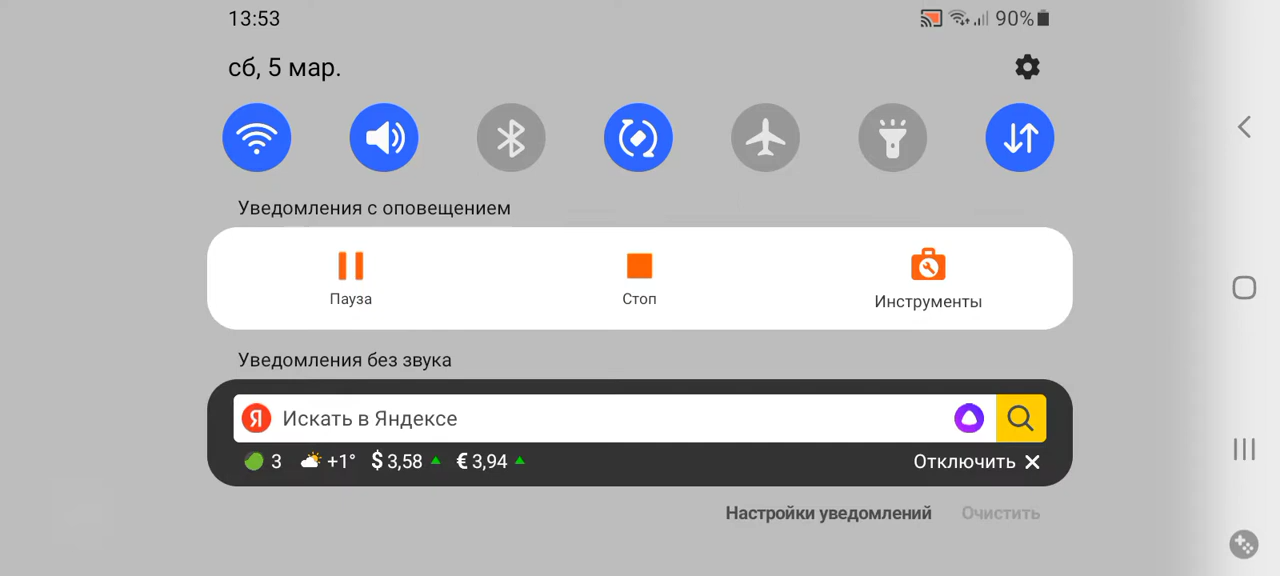 13:53
90%
сб, 5 мар.
Уведомления с оповещением
Пауза
Стоп
Инструменты
Уведомления без звука
Я Искать в Яндексе
3 +1° $ 3,58 € 3,94 Отключить
Настройки уведомлений Очистить